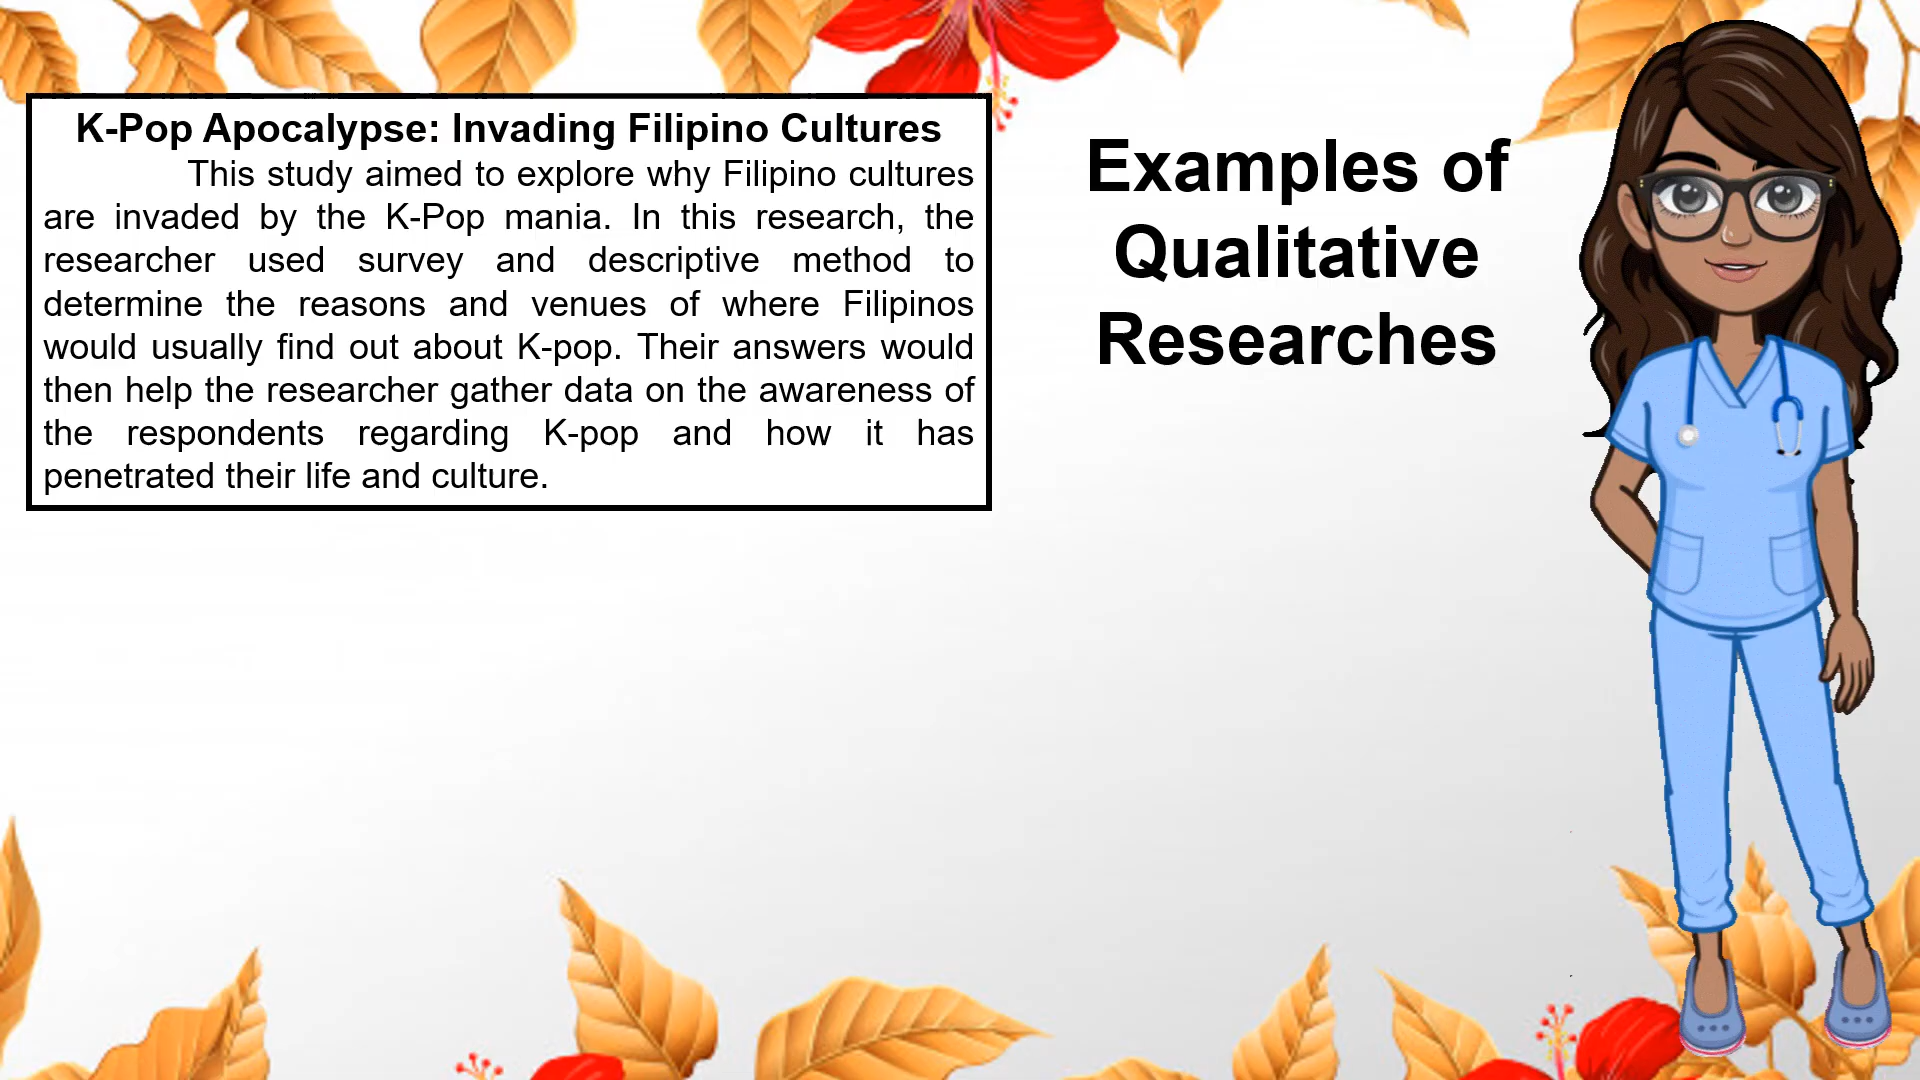 K-Pop Apocalypse: Invading Filipino Cultures
This study aimed to explore why Filipino cultures
are invaded by the K-Pop mania. In this research, the
researcher used survey and descriptive method to
determine the reasons and venues of where Filipinos
would usually find out about K-pop. Their answers would
then help the researcher gather data on the awareness of
the respondents regarding K-pop and how it has
penetrated their life and culture.
Examples of
Qualitative
Researches